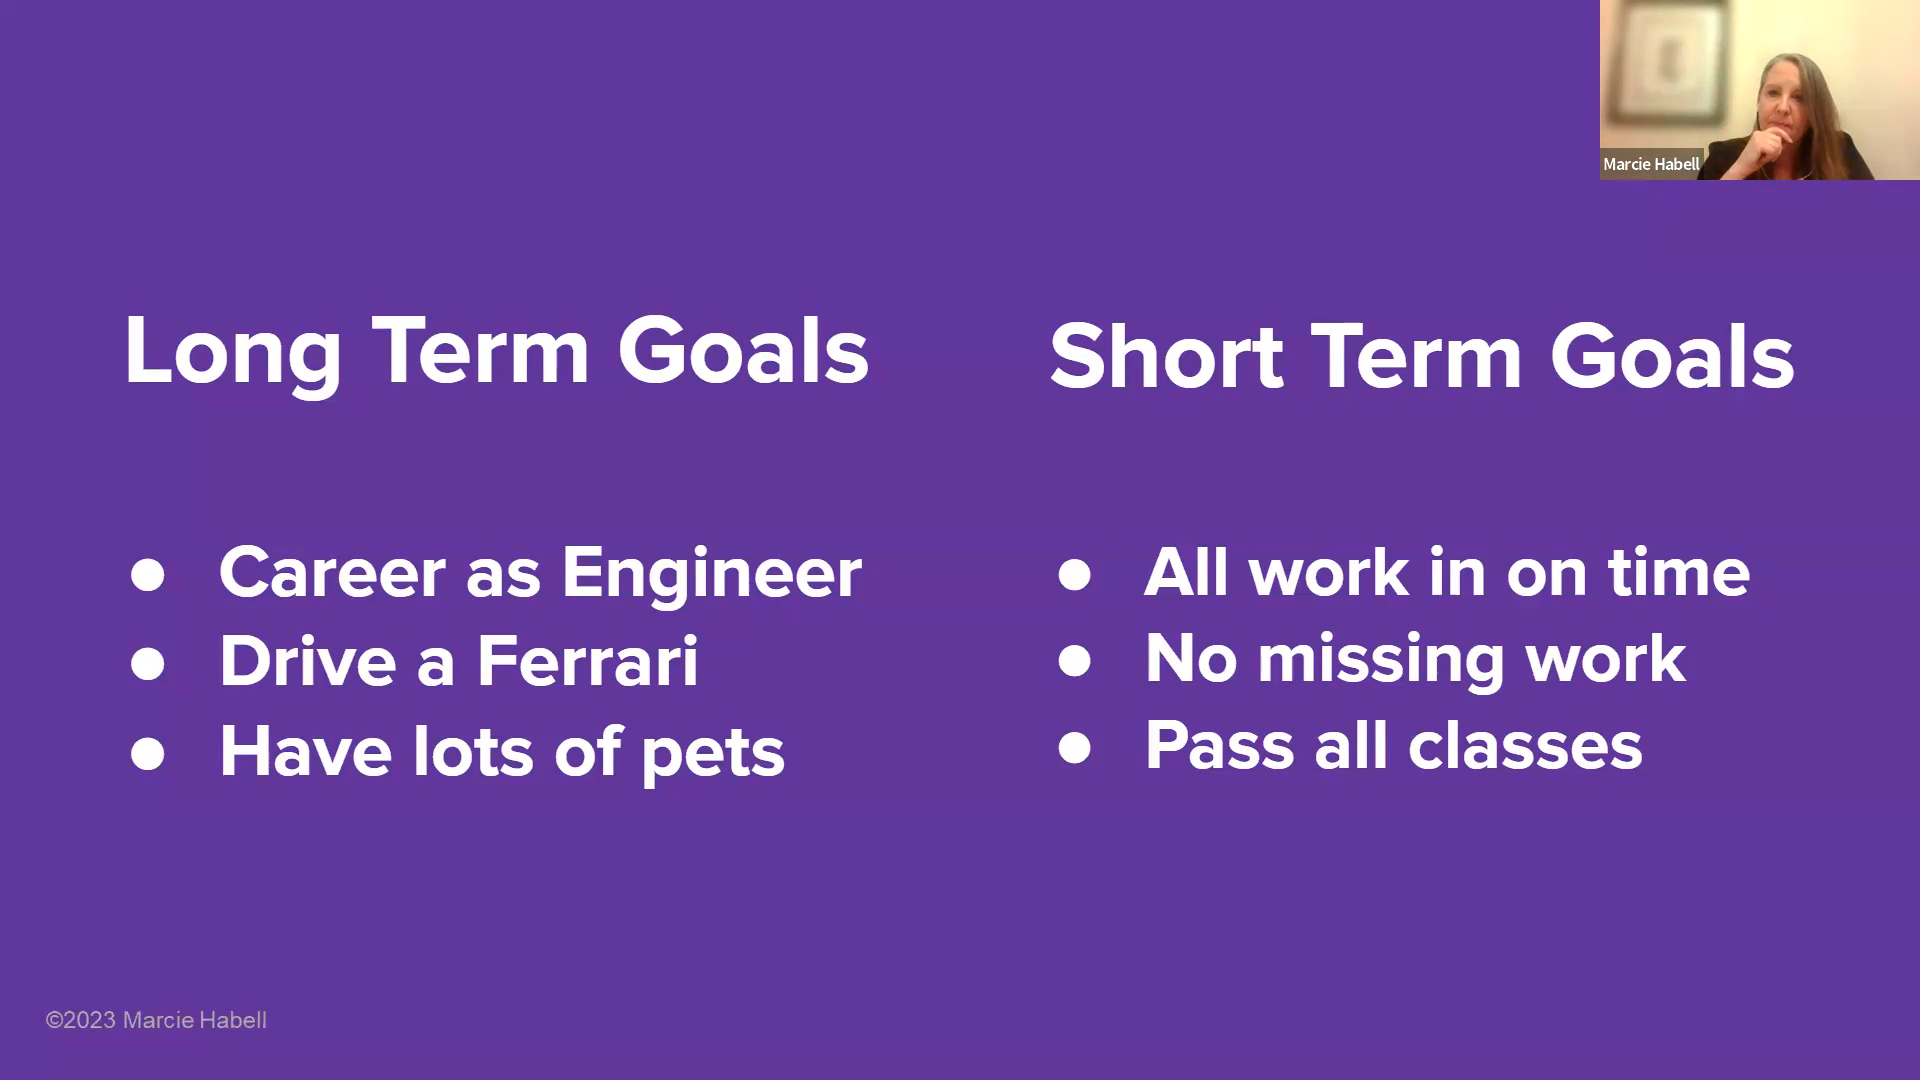 Marcie Habell
Long Term Goals
● Career as Engineer
● Drive a Ferrari
● Have lots of pets
Short Term Goals
● All work in on time
● No missing work
● Pass all classes
©2023 Marcie Habell